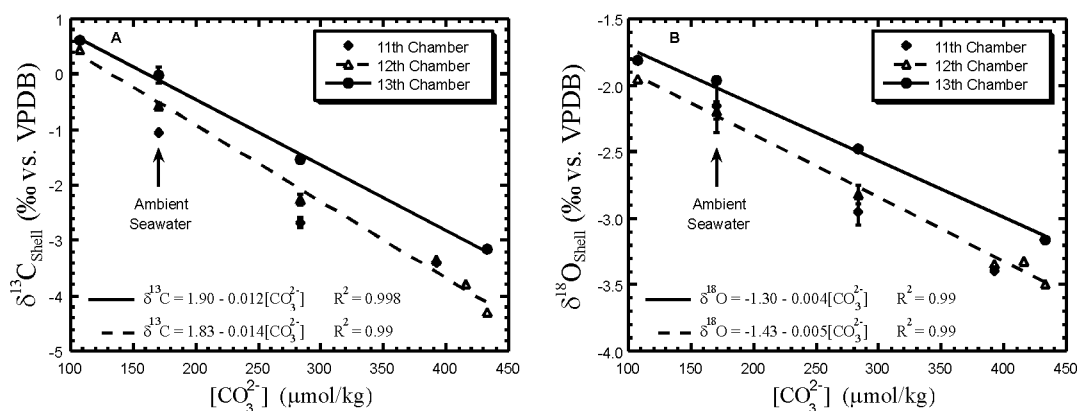 A
11th Chamber
12th Chamber
13th Chamber
1
0
-1
-2
-3
-4
-5
δ¹³C_Shell (‰ vs. VPDB)
Ambient
Seawater
δ¹³C = 1.90 - 0.012[CO₃²⁻] R² = 0.998
δ¹³C = 1.83 - 0.014[CO₃²⁻] R² = 0.99
100 150 200 250 300 350 400 450
[CO₃²⁻] (μmol/kg)
B
11th Chamber
12th Chamber
13th Chamber
-1.5
-2.0
-2.5
-3.0
-3.5
-4.0
δ¹⁸O_Shell (‰ vs. VPDB)
Ambient
Seawater
δ¹⁸O = -1.30 - 0.004[CO₃²⁻] R² = 0.99
δ¹⁸O = -1.43 - 0.005[CO₃²⁻] R² = 0.99
100 150 200 250 300 350 400 450
[CO₃²⁻] (μmol/kg)